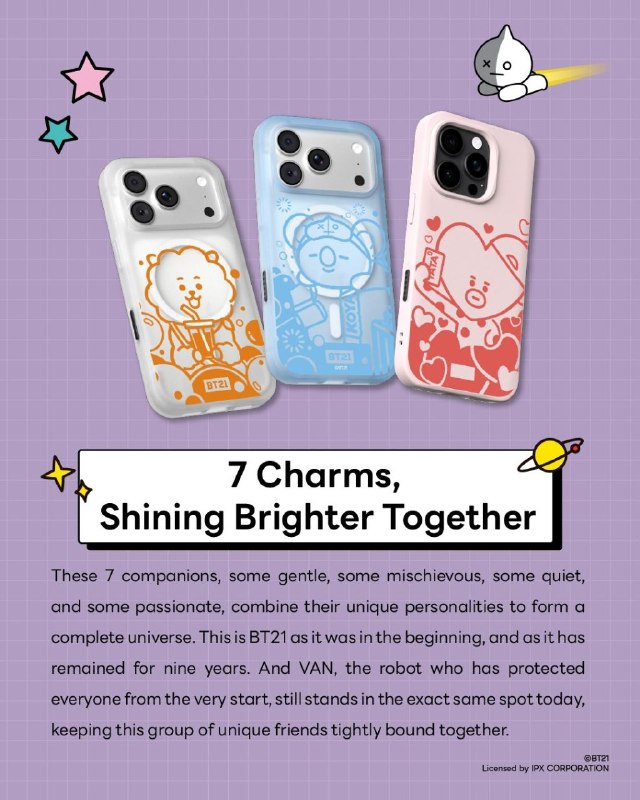 BT21
KOYA
BT21
TATA
7 Charms,
Shining Brighter Together
These 7 companions, some gentle, some mischievous, some quiet,
and some passionate, combine their unique personalities to form a
complete universe. This is BT21 as it was in the beginning, and as it has
remained for nine years. And VAN, the robot who has protected
everyone from the very start, still stands in the exact same spot today,
keeping this group of unique friends tightly bound together.
©BT21
Licensed by IPX CORPORATION